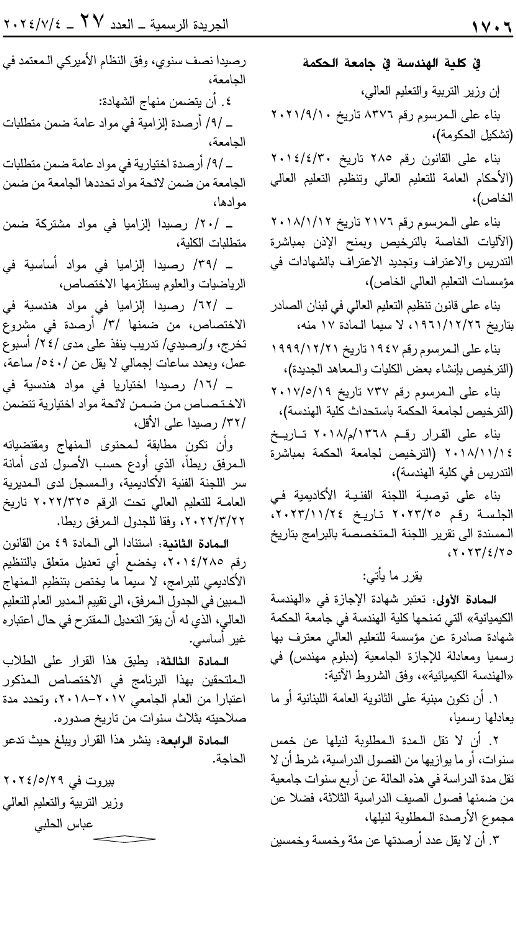 ١٧٠٦
الجريدة الرسمية ــ العدد ٢٧ ــ ٢٠٢٤/٧/٤
في كلية الهندسة في جامعة الحكمة
إن وزير التربية والتعليم العالي،
بناء على المرسوم رقم ٨٣٧٦ تاريخ ٢٠٢١/٩/١٠
(تشكيل الحكومة)،
بناء على القانون رقم ٢٨٥ تاريخ ٢٠١٤/٤/٣٠
(الأحكام العامة للتعليم العالي وتنظيم التعليم العالي
الخاص)،
بناء على المرسوم رقم ٢١٧٦ تاريخ ٢٠١٨/١/١٢
(الآليات الخاصة بالترخيص وبمنح الإذن بمباشرة
التدريس والاعتراف وتجديد الاعتراف بالشهادات في
مؤسسات التعليم العالي الخاص)،
بناء على قانون تنظيم التعليم العالي في لبنان الصادر
بتاريخ ١٩٦١/١٢/٢٦، لا سيما المادة ١٧ منه،
بناء على المرسوم رقم ١٩٤٧ تاريخ ١٩٩٩/١٢/٢١
(الترخيص بإنشاء بعض الكليات والمعاهد الجديدة)،
بناء على المرسوم رقم ٧٣٧ تاريخ ٢٠١٧/٥/١٩
(الترخيص لجامعة الحكمة باستحداث كلية الهندسة)،
بناء على القرار رقم ١٣٦٨/م/٢٠١٨ تاريخ
٢٠١٨/١١/١٤ (الترخيص لجامعة الحكمة بمباشرة
التدريس في كلية الهندسة)،
بناء على توصية اللجنة الفنية الأكاديمية في
الجلسة رقم ٢٠٢٣/٢٥ تاريخ ٢٠٢٣/١١/٢٤،
المسندة الى تقرير اللجنة المتخصصة بالبرامج بتاريخ
٢٠٢٣/٤/٢٥،
يقرر ما يأتي:
المادة الأولى: تعتبر شهادة الإجازة في «الهندسة
الكيميائية» التي تمنحها كلية الهندسة في جامعة الحكمة
شهادة صادرة عن مؤسسة للتعليم العالي معترف بها
رسميا ومعادلة للإجازة الجامعية (دبلوم مهندس) في
«الهندسة الكيميائية»، وفق الشروط الآتية:
١. أن تكون مبنية على الثانوية العامة اللبنانية أو ما
يعادلها رسميا،
٢. أن لا تقل المدة المطلوبة لنيلها عن خمس
سنوات، أو ما يوازيها من الفصول الدراسية، شرط أن لا
تقل مدة الدراسة في هذه الحالة عن أربع سنوات جامعية
من ضمنها فصول الصيف الدراسية الثلاثة، فضلا عن
مجموع الأرصدة المطلوبة لنيلها،
٣. أن لا يقل عدد أرصدتها عن مئة وخمسة وخمسين
رصيدا نصف سنوي، وفق النظام الأميركي المعتمد في
الجامعة،
٤. أن يتضمن منهاج الشهادة:
ــ /٩/ أرصدة إلزامية في مواد عامة ضمن متطلبات
الجامعة،
ــ /٩/ أرصدة اختيارية في مواد عامة ضمن متطلبات
الجامعة من ضمن لائحة مواد تحددها الجامعة من ضمن
موادها،
ــ /٢٠/ رصيدا إلزاميا في مواد مشتركة ضمن
متطلبات الكلية،
ــ /٣٩/ رصيدا إلزاميا في مواد أساسية في
الرياضيات والعلوم يستلزمها الاختصاص،
ــ /٦٢/ رصيدا إلزاميا في مواد هندسية في
الاختصاص، من ضمنها /٣/ أرصدة في مشروع
تخرج، و/رصيدي/ تدريب ينفذ على مدى /٢٤/ أسبوع
عمل، وبعدد ساعات إجمالي لا يقل عن /٥٤٠/ ساعة،
ــ /١٦/ رصيدا اختياريا في مواد هندسية في
الاختصاص من ضمن لائحة مواد اختيارية تتضمن
/٣٢/ رصيدا على الأقل،
وأن تكون مطابقة لمحتوى المنهاج ومقتضياته
المرفق ربطاً، الذي أودع حسب الأصول لدى أمانة
سر اللجنة الفنية الأكاديمية، والمسجل لدى المديرية
العامة للتعليم العالي تحت الرقم ٢٠٢٢/٣٢٥ تاريخ
٢٠٢٢/٣/٢٢، وفقا للجدول المرفق ربطا.
المادة الثانية: استنادا الى المادة ٤٩ من القانون
رقم ٢٠١٤/٢٨٥، يخضع أي تعديل متعلق بالتنظيم
الأكاديمي للبرامج، لا سيما ما يختص بتنظيم المنهاج
المبين في الجدول المرفق، الى تقييم المدير العام للتعليم
العالي، الذي له أن يقرّ التعديل المقترح في حال اعتباره
غير أساسي.
المادة الثالثة: يطبق هذا القرار على الطلاب
الملتحقين بهذا البرنامج في الاختصاص المذكور
اعتبارا من العام الجامعي ٢٠١٧-٢٠١٨، وتحدد مدة
صلاحيته بثلاث سنوات من تاريخ صدوره.
المادة الرابعة: ينشر هذا القرار ويبلغ حيث تدعو
الحاجة.
بيروت في ٢٠٢٤/٥/٢٩
وزير التربية والتعليم العالي
عباس الحلبي